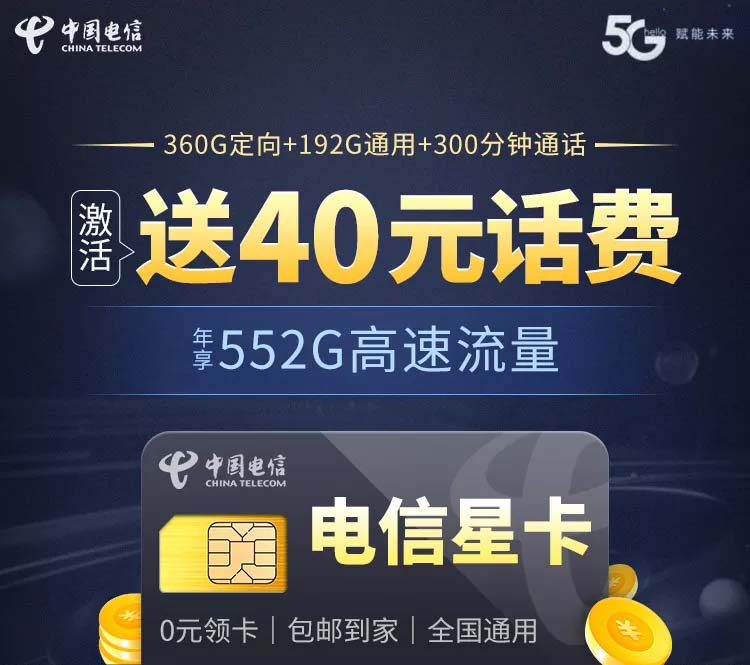 中国电信
CHINA TELECOM
5G
hello
赋能未来
360G定向+192G通用+300分钟通话
激活
送40元话费
年享
552G高速流量
中国电信
CHINA TELECOM
电信星卡
0元领卡｜包邮到家｜全国通用
¥
¥